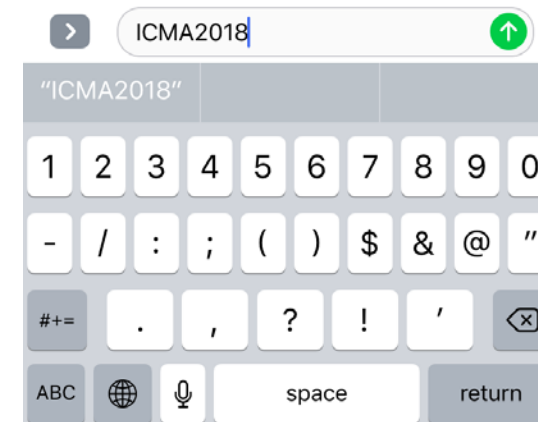 ICMA2018
“ICMA2018”
1 2 3 4 5 6 7 8 9 0
- / : ; ( ) $ & @ "
#+= . , ? ! ’
ABC space return